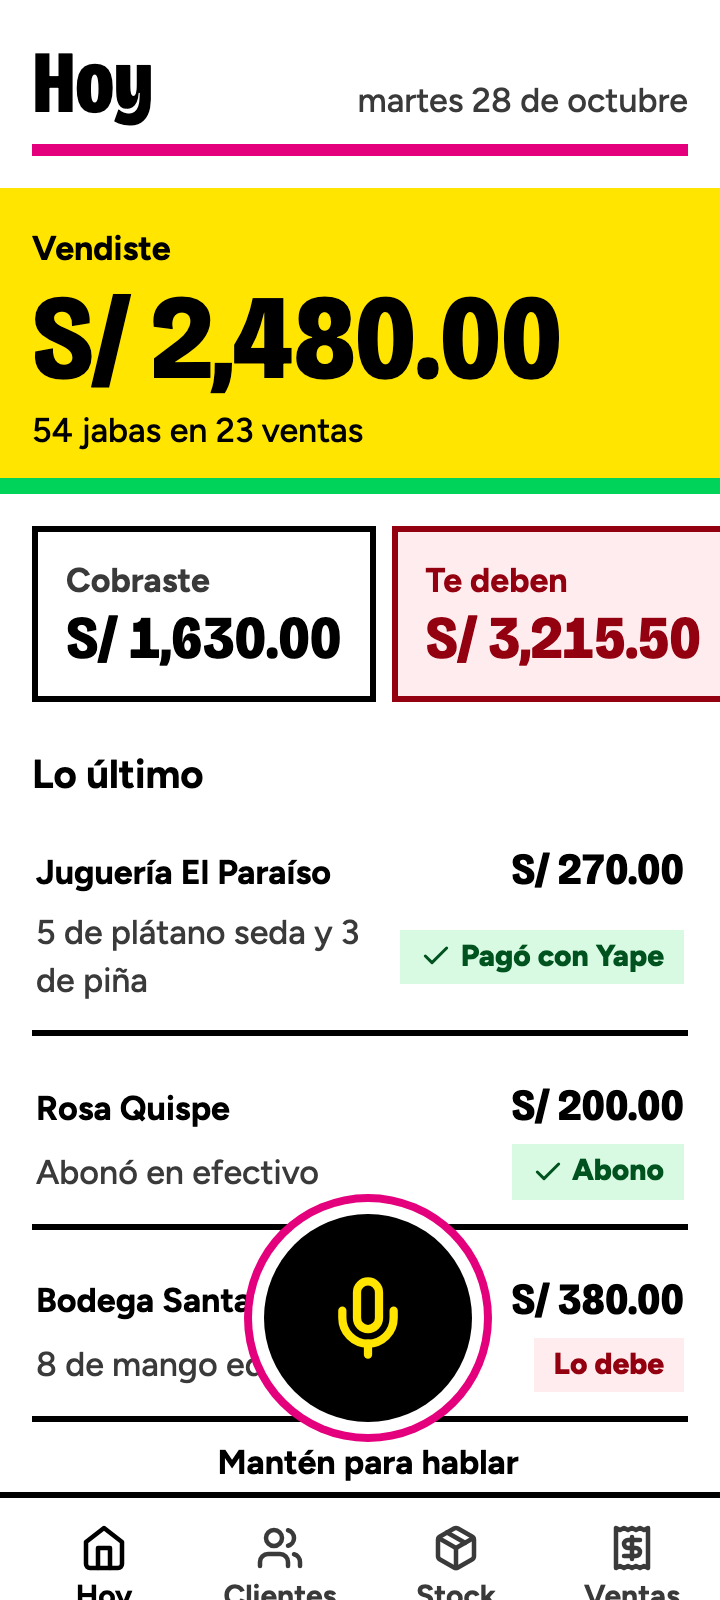 Hoy
martes 28 de octubre
Vendiste
S/ 2,480.00
54 jabas en 23 ventas
Cobraste
S/ 1,630.00
Te deben
S/ 3,215.50
Lo último
Juguería El Paraíso
S/ 270.00
5 de plátano seda y 3
de piña
Pagó con Yape
Rosa Quispe
S/ 200.00
Abonó en efectivo
Abono
Bodega Santa
S/ 380.00
8 de mango
Lo debe
Mantén para hablar
Hoy
Clientes
Stock
Ventas